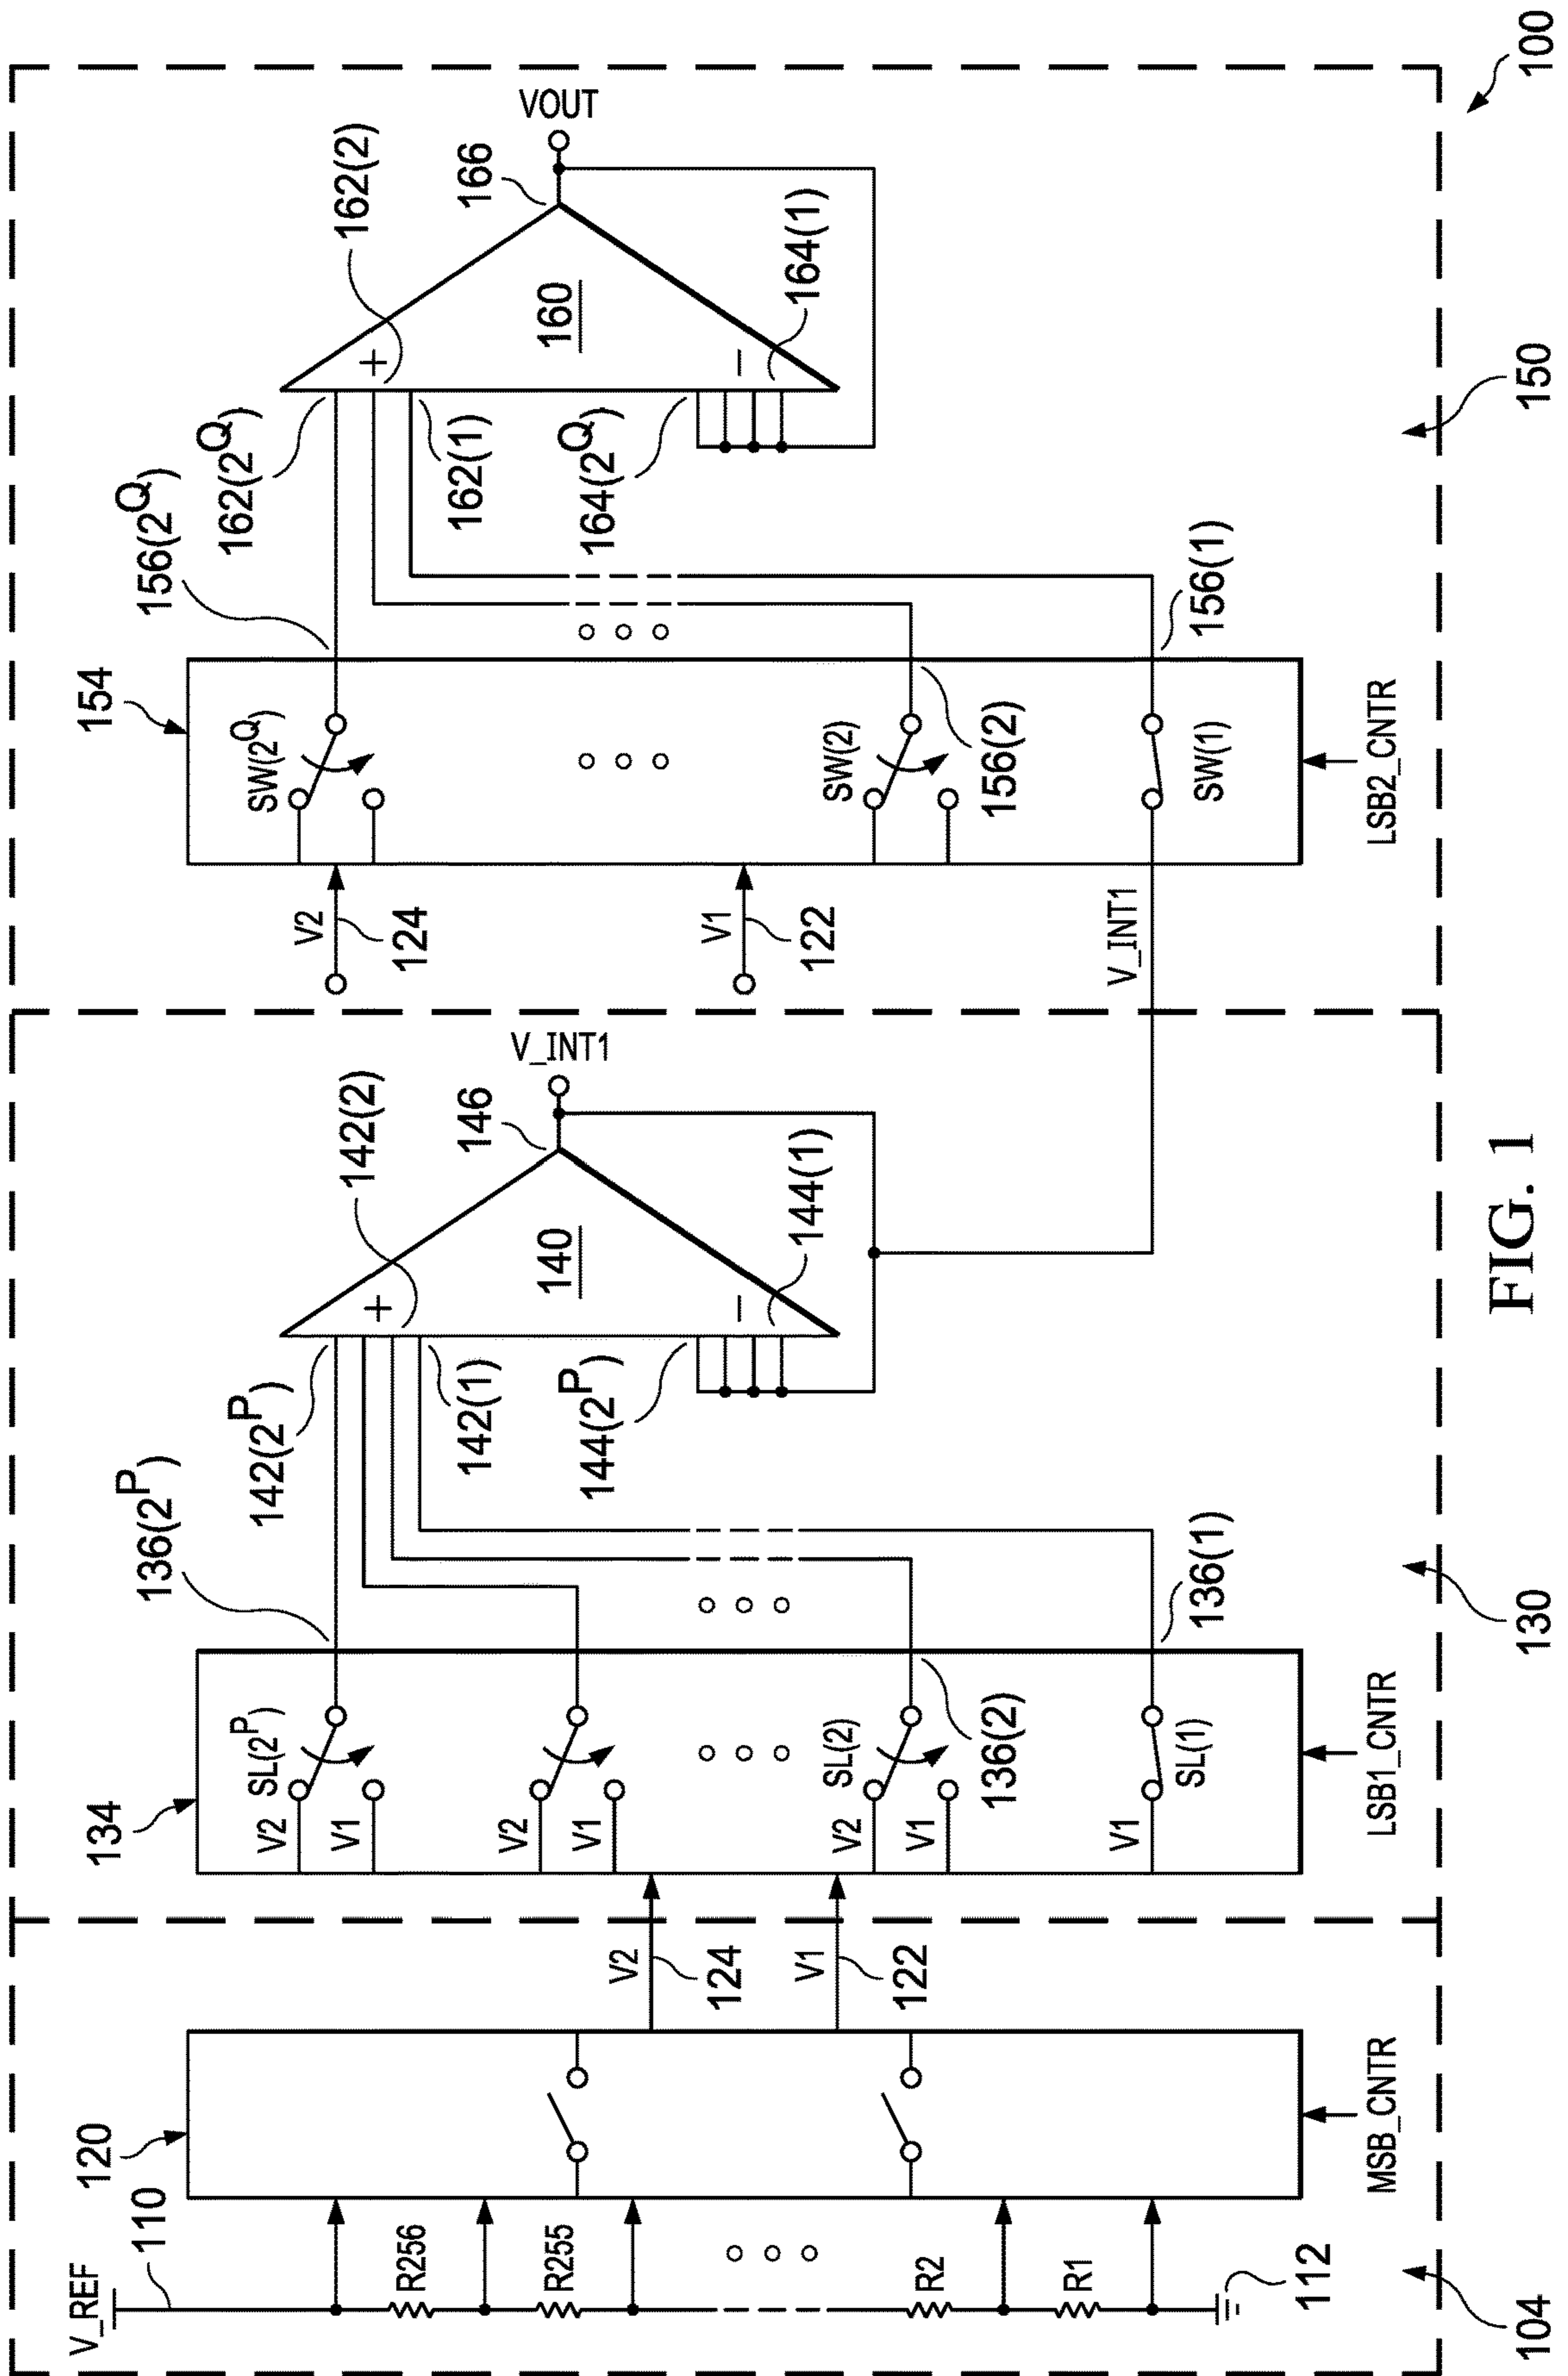 V_REF
110
R256
R255
R2
R1
112
104
120
MSB_CNTR
V2
124
V1
122
134
SL(2^P)
V2
V1
V2
V1
SL(2)
V2
V1
V1
SL(1)
LSB1_CNTR
136(2^P)
136(2)
136(1)
130
142(2^P)
142(2)
142(1)
144(2^P)
144(1)
+
−
140
146
V_INT1
V_INT1
V2
124
V1
122
154
SW(2^Q)
SW(2)
SW(1)
LSB2_CNTR
156(2^Q)
156(2)
156(1)
150
162(2^Q)
162(2)
162(1)
164(2^Q)
164(1)
+
−
160
166
VOUT
100
FIG. 1